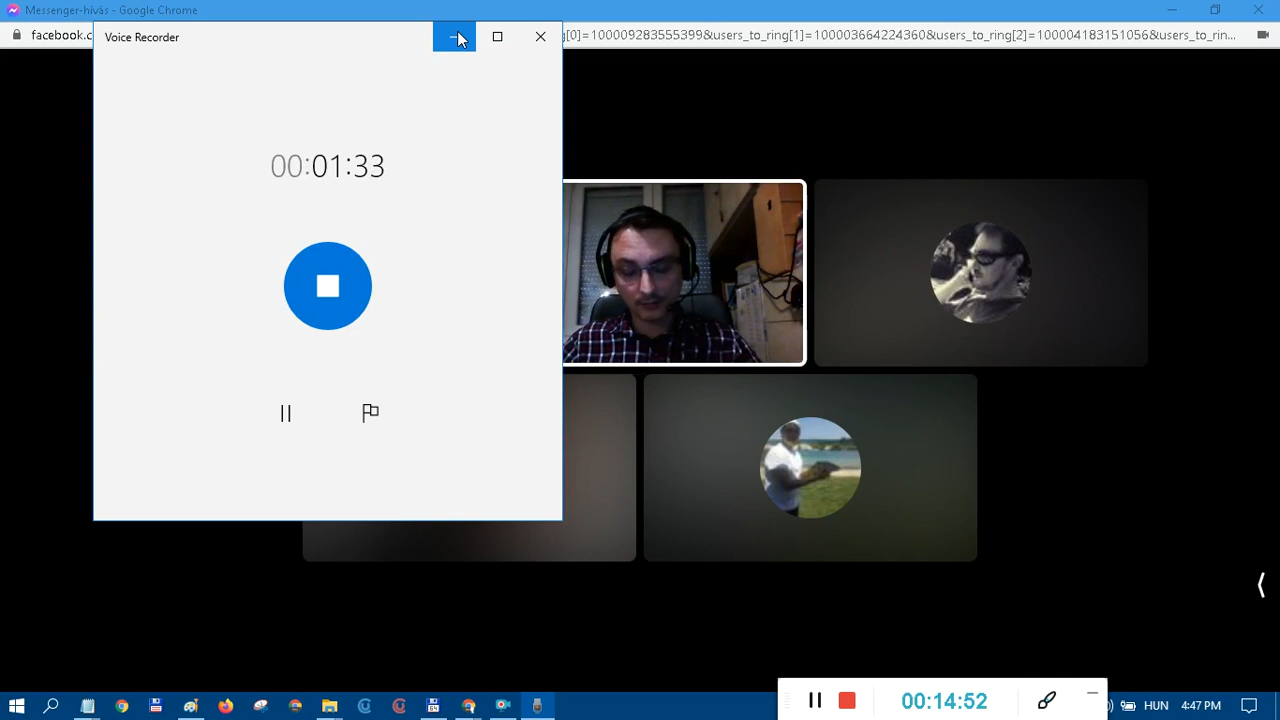 Messenger-hívás - Google Chrome
facebook.c
[0]=100009283555399&users_to_ring[1]=100003664224360&users_to_ring[2]=100004183151056&users_to_rin...
Voice Recorder
00:01:33
00:14:52
HUN
4:47 PM